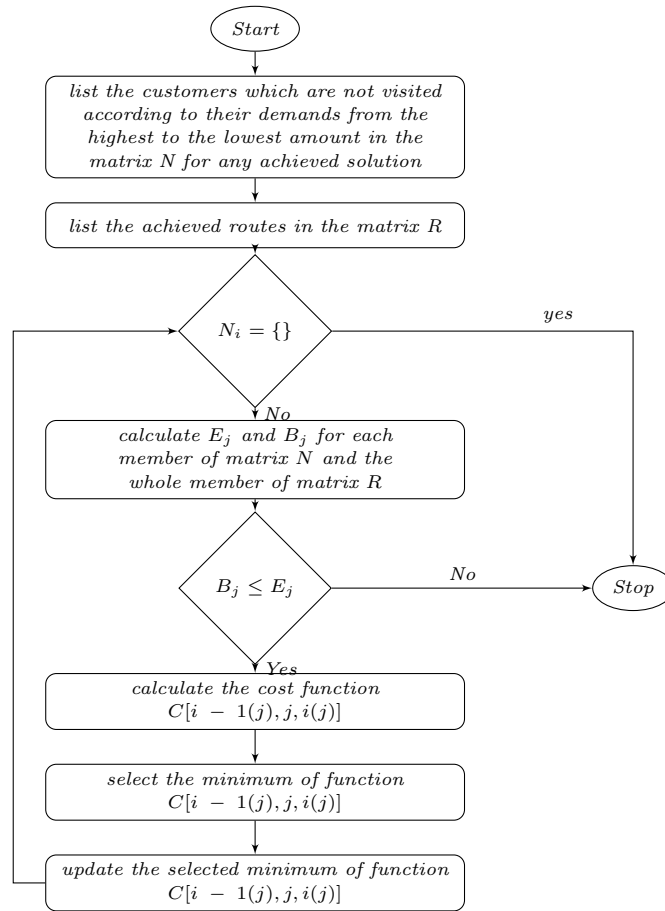 Start
list the customers which are not visited
according to their demands from the
highest to the lowest amount in the
matrix N for any achieved solution
list the achieved routes in the matrix R
yes
N_i = {}
No
calculate E_j and B_j for each
member of matrix N and the
whole member of matrix R
B_j ≤ E_j
No
Stop
Yes
calculate the cost function
C[i − 1(j), j, i(j)]
select the minimum of function
C[i − 1(j), j, i(j)]
update the selected minimum of function
C[i − 1(j), j, i(j)]